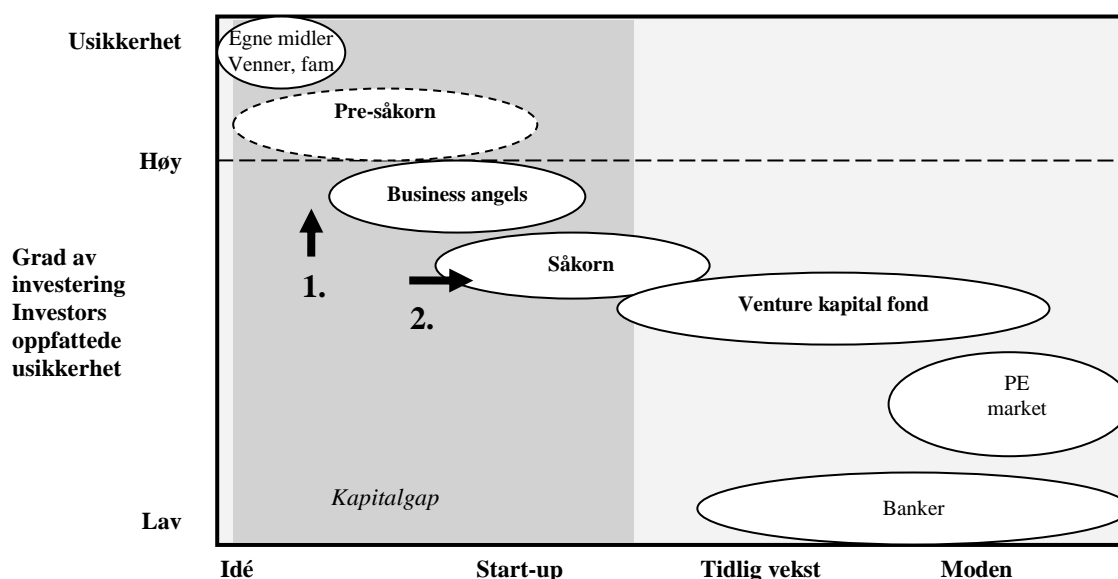 Usikkerhet
Egne midler
Venner, fam
Pre-såkorn
Høy
Business angels
Grad av
investering
Investors
oppfattede
usikkerhet
1.
Såkorn
2.
Venture kapital fond
PE
market
Kapitalgap
Banker
Lav
Idé
Start-up
Tidlig vekst
Moden